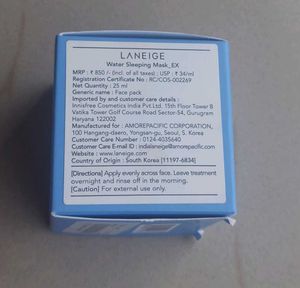 LANEIGE
Water Sleeping Mask_EX
MRP : ₹ 850 /- (incl. of all taxes) : USP : ₹ 34/ml
Registration Certificate No.: RC/COS-002269
Net Quantity : 25 ml
Generic name : Face pack
Imported by and customer care details :
Innisfree Cosmetics India Pvt.Ltd, 15th Floor Tower B
Vatika Tower Golf Course Road Sector-54, Gurugram
Haryana 122002
Manufactured for : AMOREPACIFIC CORPORATION,
100 Hangang-daero, Yongsan-gu, Seoul, S. Korea
Customer Care Number : 0124-4635640
Customer Care E-mail ID : indialaneige@amorepacific.com
Website : www.laneige.com
Country of Origin : South Korea [11197-6834]
[Directions] Apply evenly across face. Leave treatment
overnight and rinse off in the morning.
[Caution] For external use only.